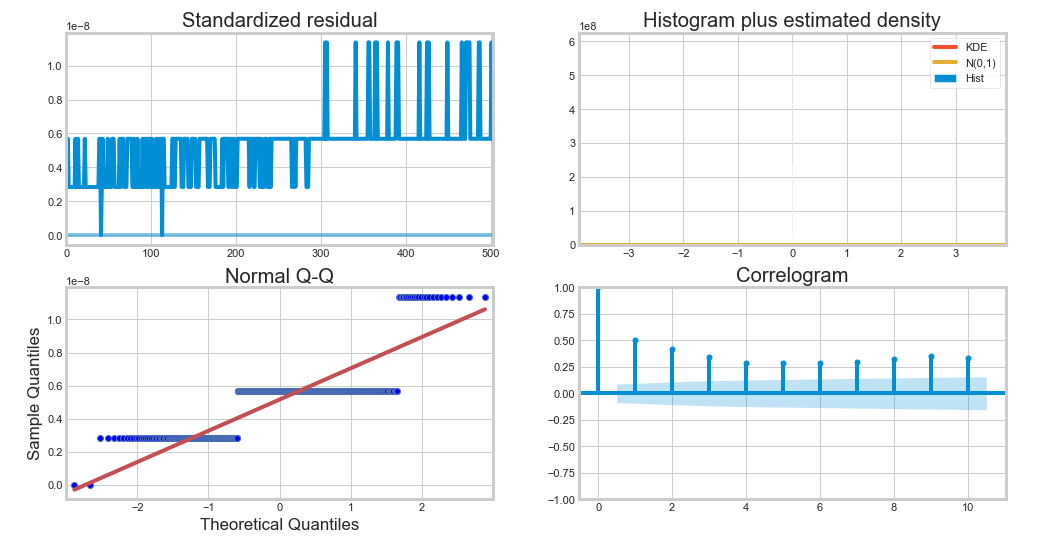 Standardized residual
1e−8
1.0
0.8
0.6
0.4
0.2
0.0
0 100 200 300 400 500
Histogram plus estimated density
1e8
6
5
4
3
2
1
0
−3 −2 −1 0 1 2 3
KDE
N(0,1)
Hist
Normal Q-Q
1e−8
Sample Quantiles
1.0
0.8
0.6
0.4
0.2
0.0
−2 −1 0 1 2
Theoretical Quantiles
Correlogram
1.00
0.75
0.50
0.25
0.00
−0.25
−0.50
−0.75
−1.00
0 2 4 6 8 10